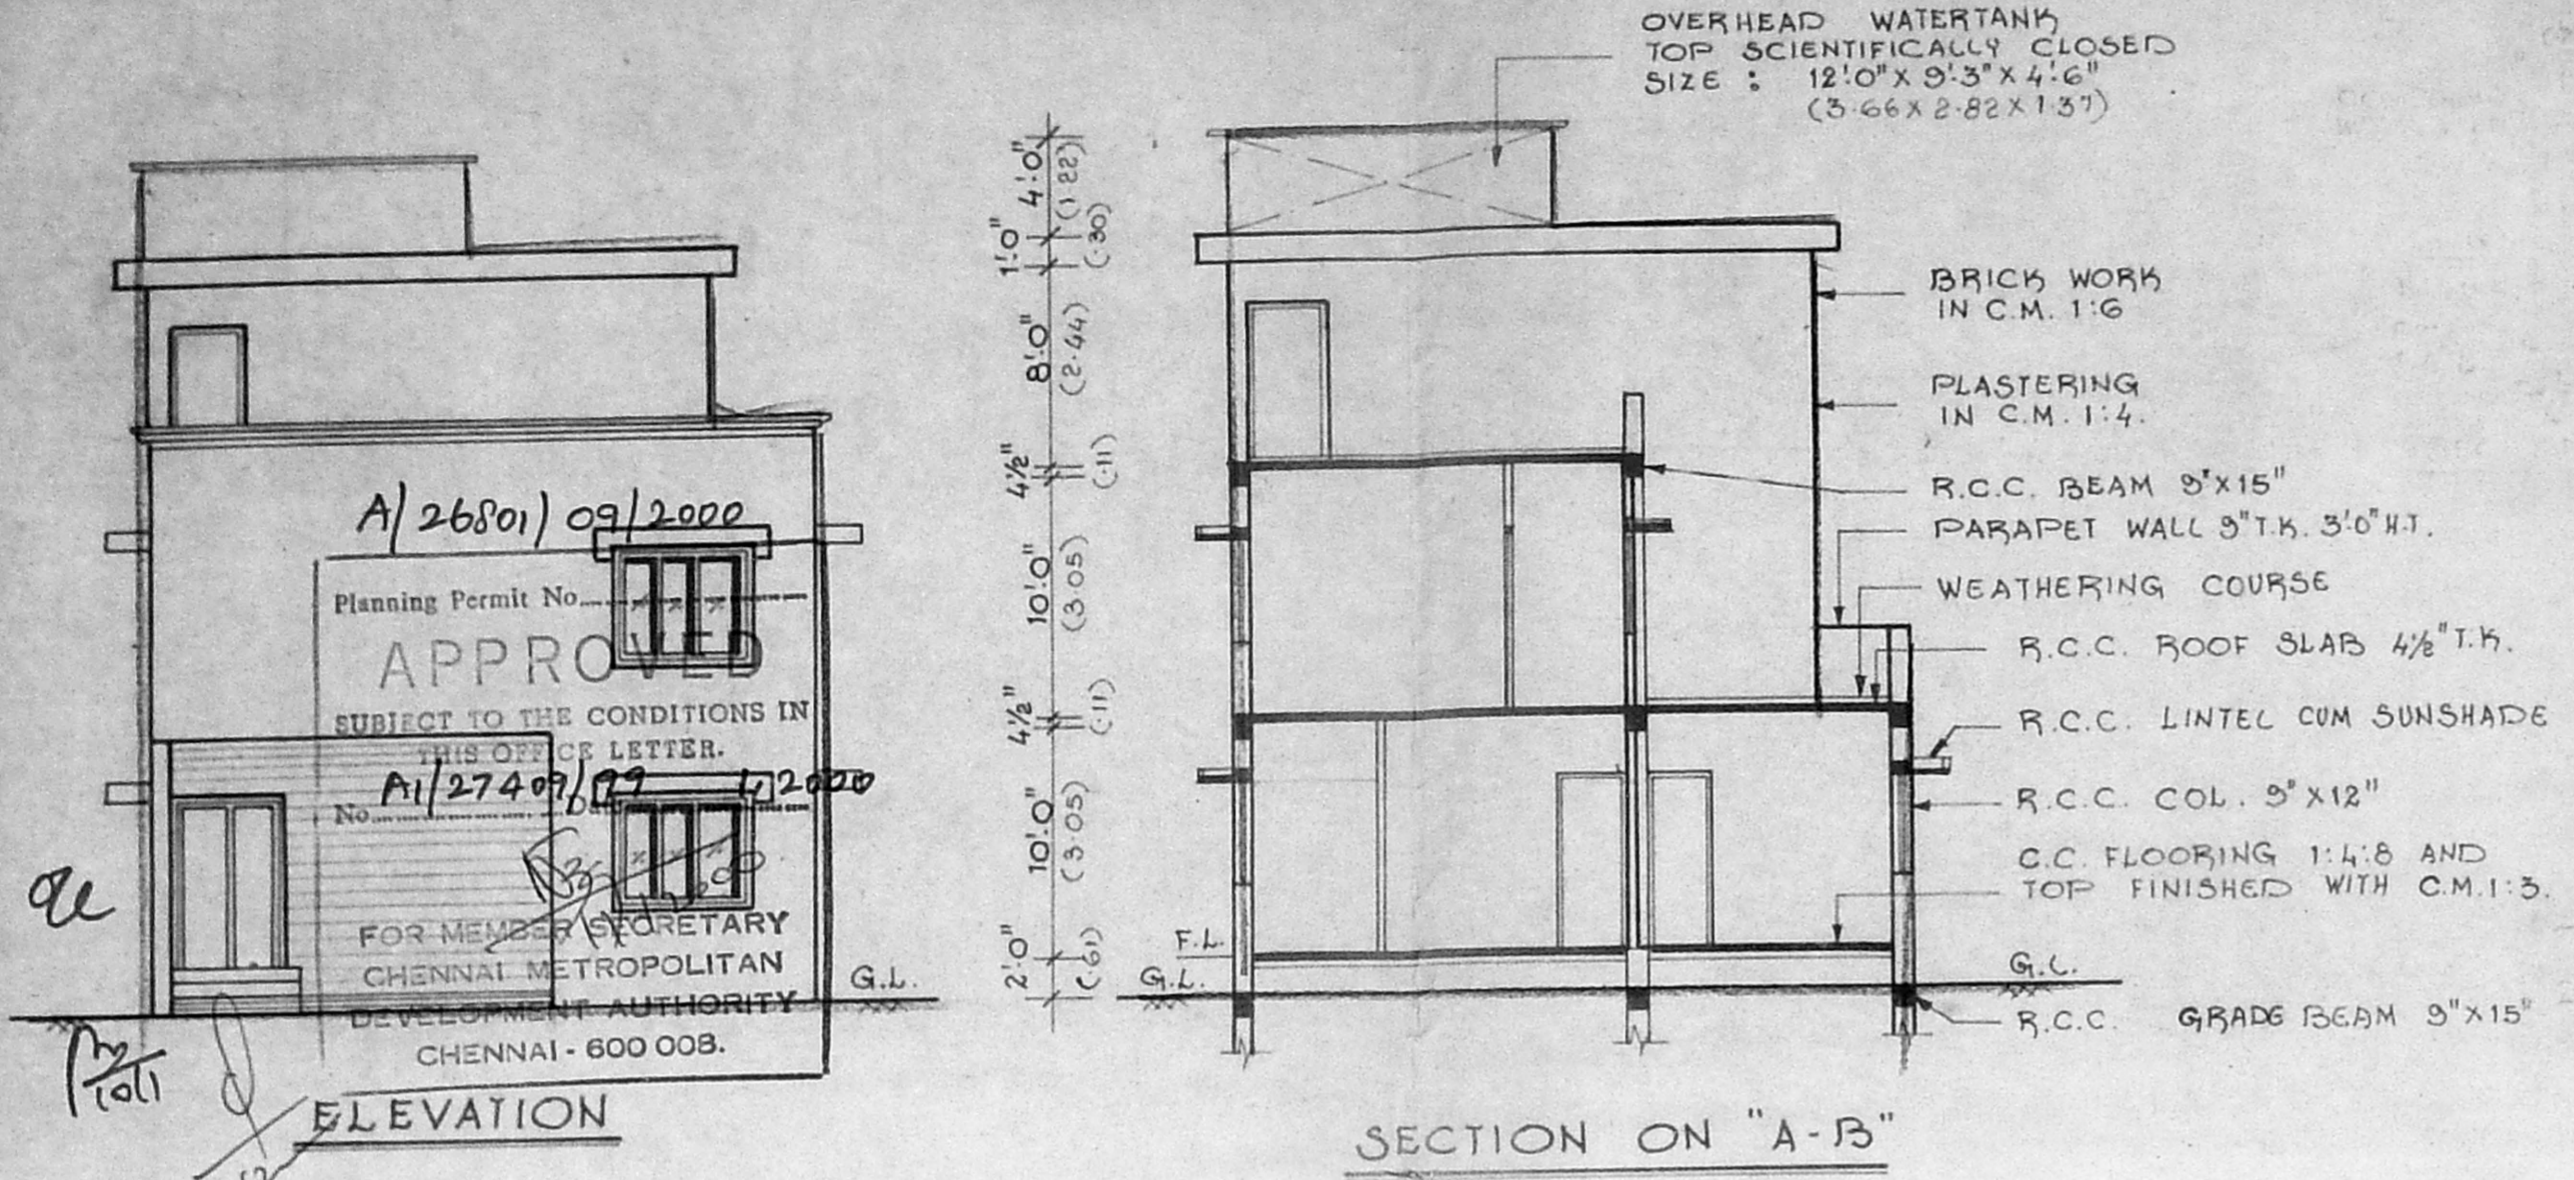 OVERHEAD WATERTANK
TOP SCIENTIFICALLY CLOSED
SIZE : 12'.0" X 9'.3" X 4'.6"
(3.66 X 2.82 X 1.37)
4'.0"
(1.22)
1'.0"
(.30)
8'.0"
(2.44)
4½"
(.11)
10'.0"
(3.05)
4½"
(.11)
10'.0"
(3.05)
2'.0"
(.61)
BRICK WORK
IN C.M. 1:6
PLASTERING
IN C.M. 1:4.
R.C.C. BEAM 9"X15"
PARAPET WALL 9"T.K. 3'.0"H.T.
WEATHERING COURSE
R.C.C. ROOF SLAB 4½"T.K.
R.C.C. LINTEL CUM SUNSHADE
R.C.C. COL. 9"X12"
C.C. FLOORING 1:4:8 AND
TOP FINISHED WITH C.M.1:3.
F.L.
G.L.
G.L.
R.C.C. GRADE BEAM 9"X15"
SECTION ON "A-B"
A/26801/09/2000
Planning Permit No
APPROVED
SUBJECT TO THE CONDITIONS IN
THIS OFFICE LETTER.
No. A1/27409/99 2000
FOR MEMBER SECRETARY
CHENNAI METROPOLITAN
DEVELOPMENT AUTHORITY
CHENNAI - 600 008.
G.L.
10/1
ELEVATION